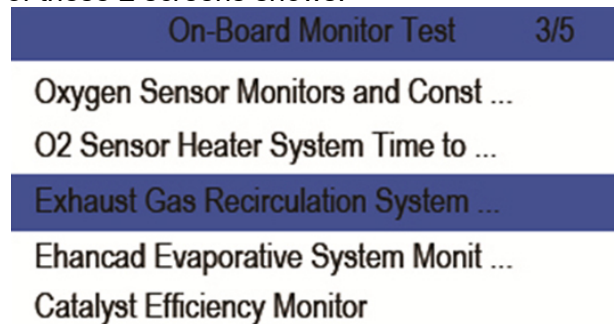 On-Board Monitor Test 3/5
Oxygen Sensor Monitors and Const ...
O2 Sensor Heater System Time to ...
Exhaust Gas Recirculation System ...
Ehancad Evaporative System Monit ...
Catalyst Efficiency Monitor